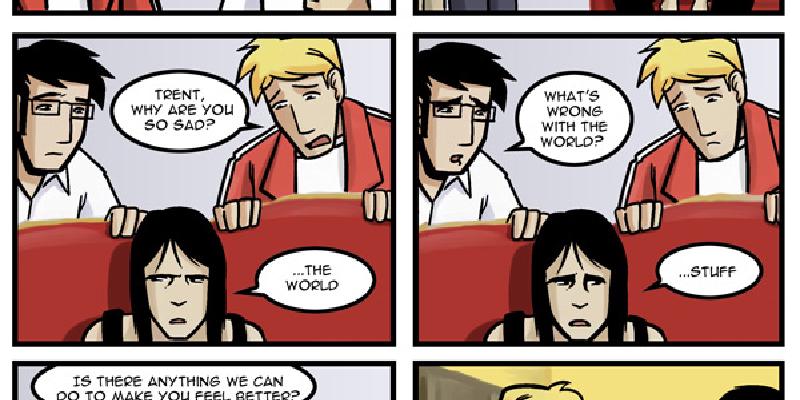 TRENT,
WHY ARE YOU
SO SAD?
...THE
WORLD
WHAT'S
WRONG
WITH THE
WORLD?
...STUFF
IS THERE ANYTHING WE CAN
DO TO MAKE YOU FEEL BETTER?